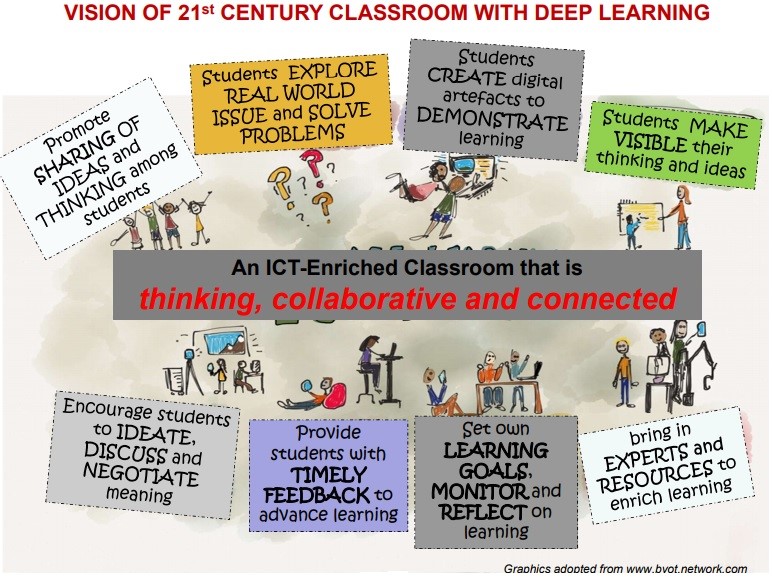 VISION OF 21st CENTURY CLASSROOM WITH DEEP LEARNING
Promote
SHARING OF
IDEAS and
THINKING among
students
Students EXPLORE
REAL WORLD
ISSUE and SOLVE
PROBLEMS
Students
CREATE digital
artefacts to
DEMONSTRATE
learning
Students MAKE
VISIBLE their
thinking and ideas
An ICT-Enriched Classroom that is
thinking, collaborative and connected
Encourage students
to IDEATE,
DISCUSS and
NEGOTIATE
meaning
Provide
students with
TIMELY
FEEDBACK to
advance learning
Set own
LEARNING
GOALS,
MONITOR and
REFLECT on
learning
bring in
EXPERTS and
RESOURCES to
enrich learning
Graphics adopted from www.byot.network.com